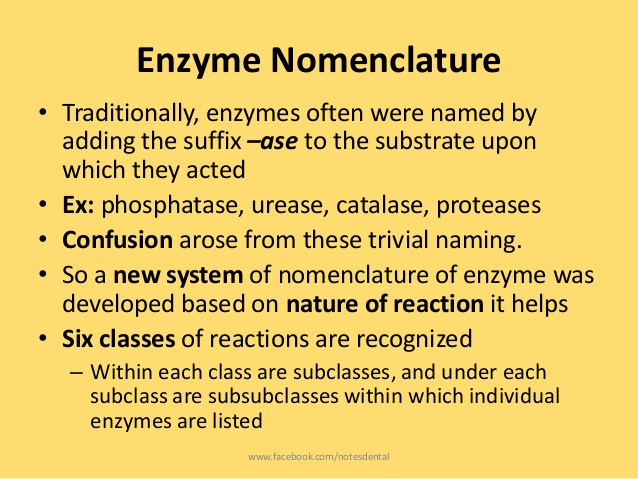 Enzyme Nomenclature
• Traditionally, enzymes often were named by
adding the suffix –ase to the substrate upon
which they acted
• Ex: phosphatase, urease, catalase, proteases
• Confusion arose from these trivial naming.
• So a new system of nomenclature of enzyme was
developed based on nature of reaction it helps
• Six classes of reactions are recognized
– Within each class are subclasses, and under each
subclass are subsubclasses within which individual
enzymes are listed
www.facebook.com/notesdental